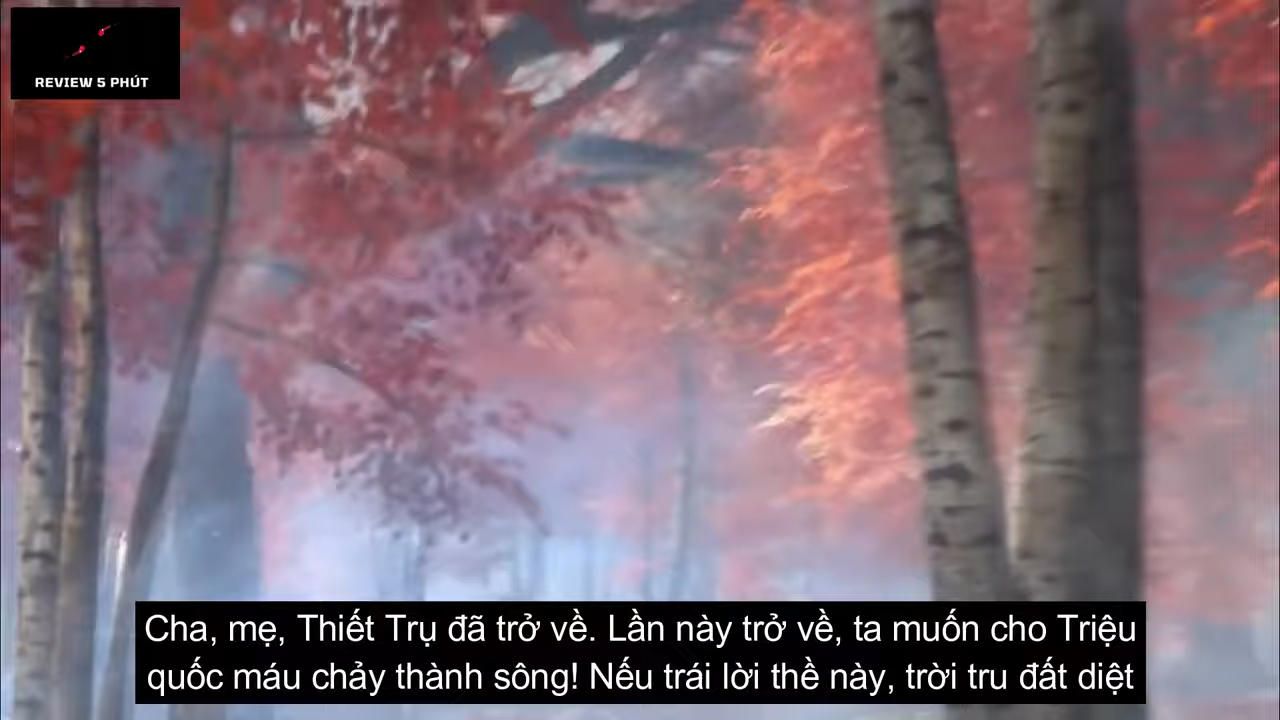 REVIEW 5 PHÚT
Cha, mẹ, Thiết Trụ đã trở về. Lần này trở về, ta muốn cho Triệu
quốc máu chảy thành sông! Nếu trái lời thề này, trời tru đất diệt